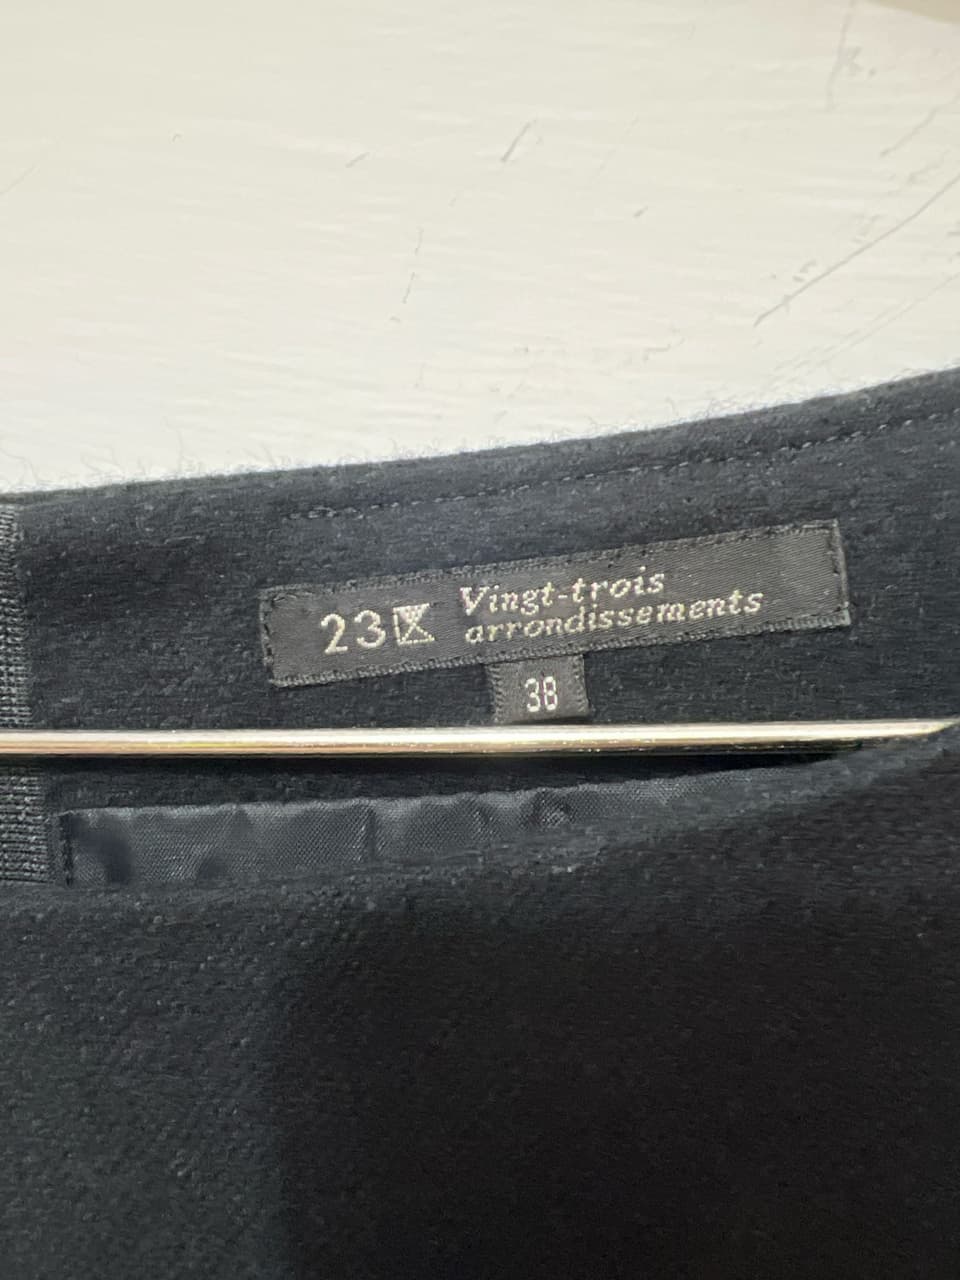 23区
Vingt-trois
arrondissements
38